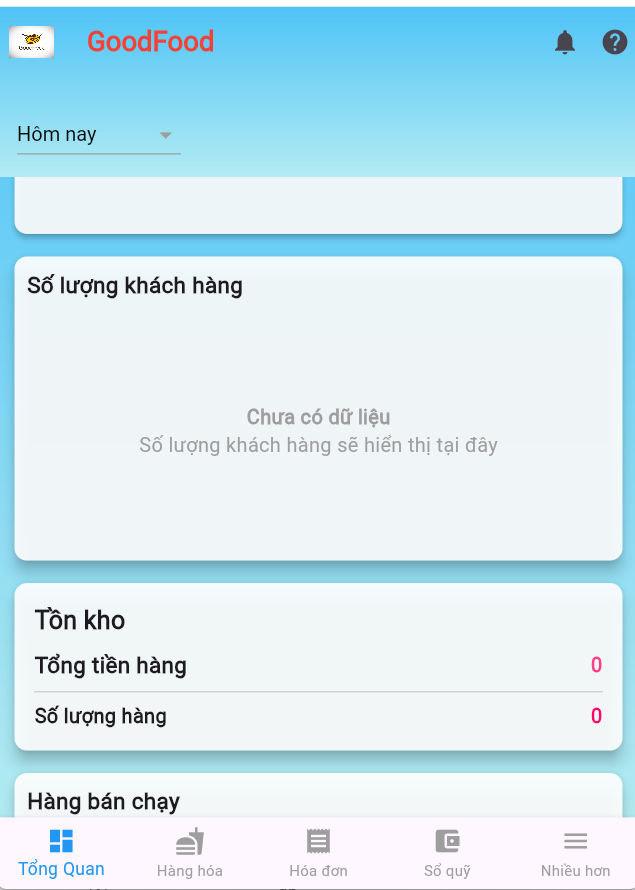 GoodFood
Hôm nay
Số lượng khách hàng
Chưa có dữ liệu
Số lượng khách hàng sẽ hiển thị tại đây
Tồn kho
Tổng tiền hàng 0
Số lượng hàng 0
Hàng bán chạy
Tổng Quan Hàng hóa Hóa đơn Sổ quỹ Nhiều hơn